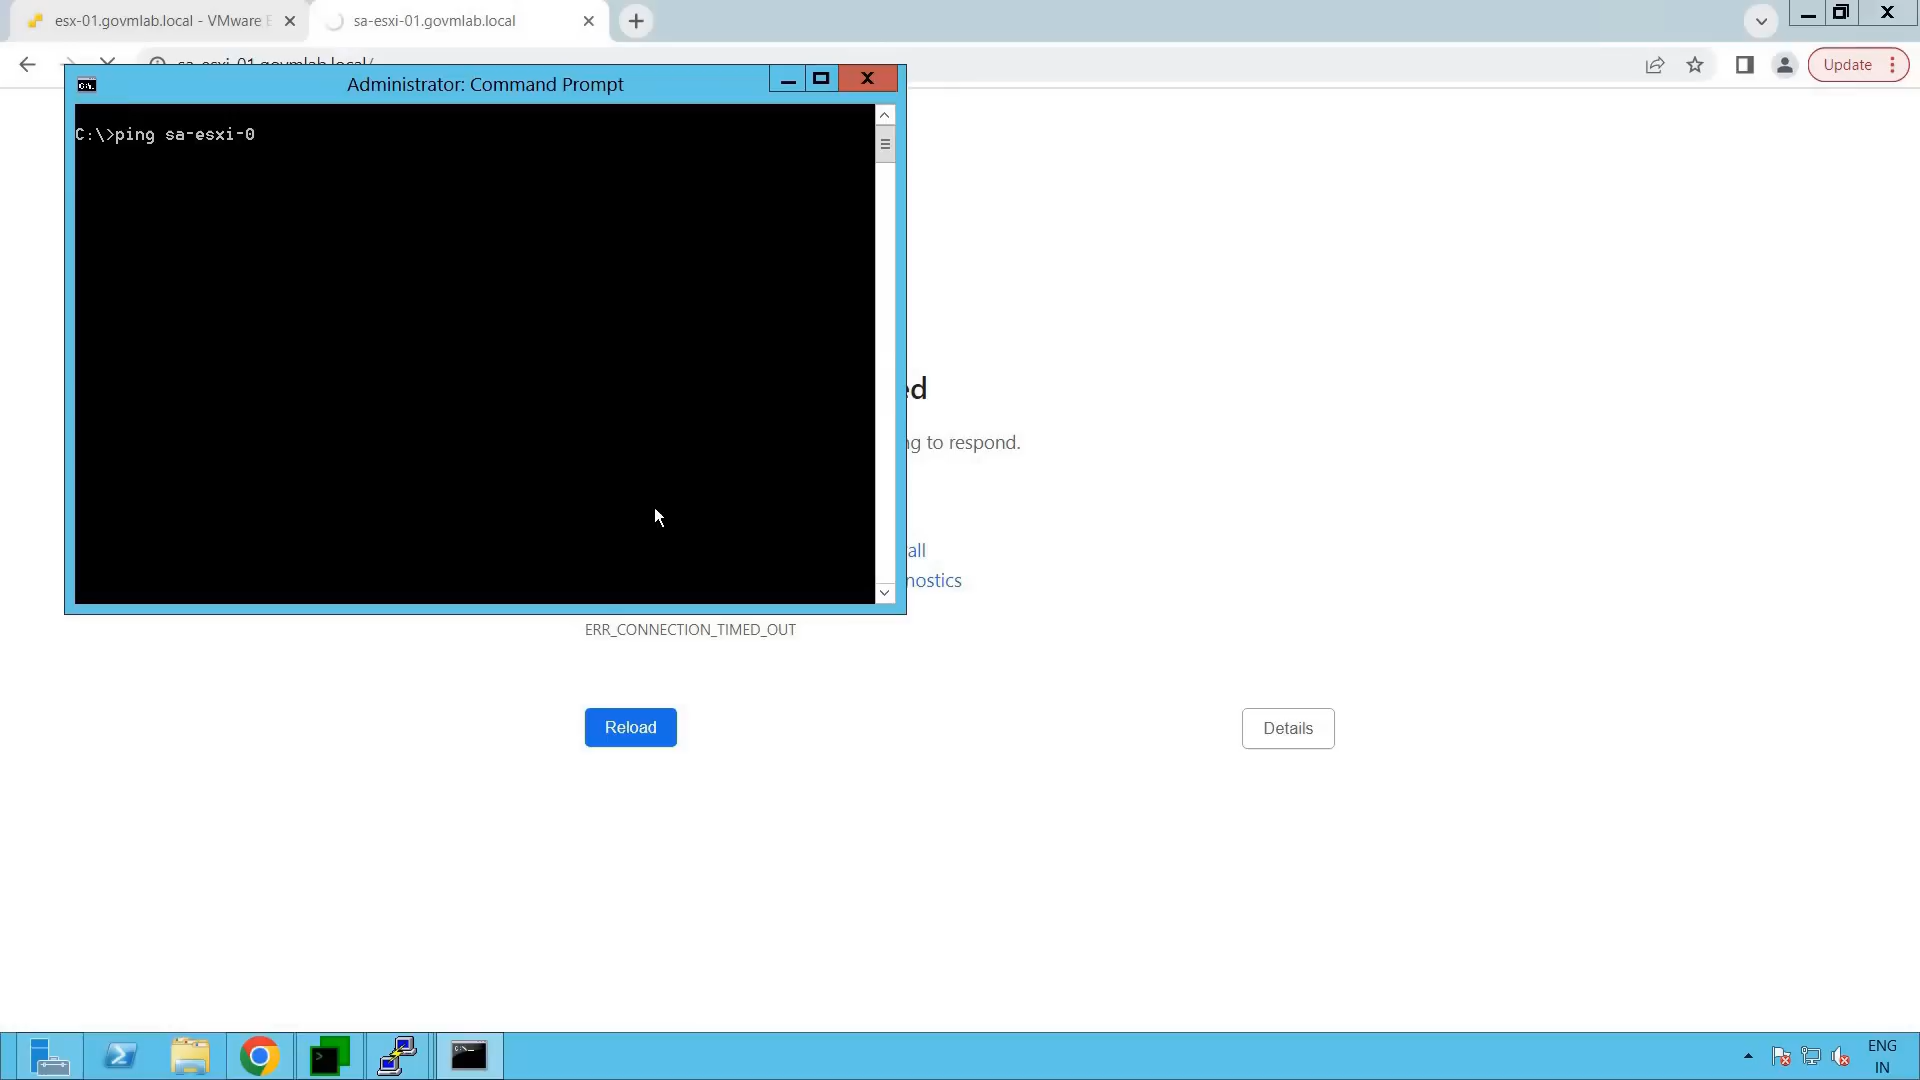 esx-01.govmlab.local - VMware E
sa-esxi-01.govmlab.local
sa-esxi-01.govmlab.local/
Update
Administrator: Command Prompt
C:\>ping sa-esxi-0
ed
ng to respond.
all
nostics
ERR_CONNECTION_TIMED_OUT
Reload
Details
ENG
IN